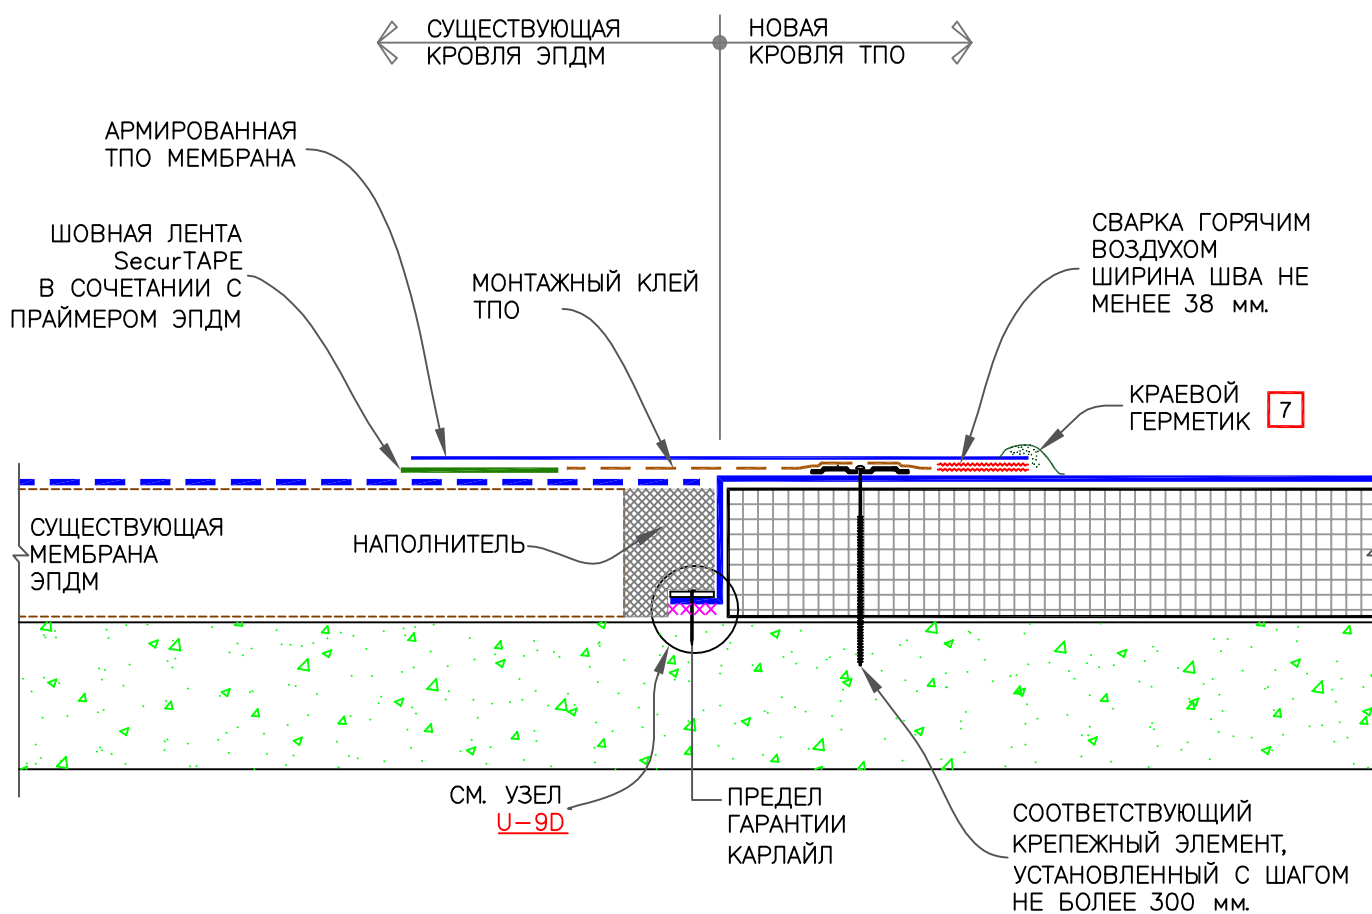 СУЩЕСТВУЮЩАЯ
КРОВЛЯ ЭПДМ
НОВАЯ
КРОВЛЯ ТПО
АРМИРОВАННАЯ
ТПО МЕМБРАНА
ШОВНАЯ ЛЕНТА
SecurTAPE
В СОЧЕТАНИИ С
ПРАЙМЕРОМ ЭПДМ
МОНТАЖНЫЙ КЛЕЙ
ТПО
СВАРКА ГОРЯЧИМ
ВОЗДУХОМ
ШИРИНА ШВА НЕ
МЕНЕЕ 38 мм.
КРАЕВОЙ
ГЕРМЕТИК
7
СУЩЕСТВУЮЩАЯ
МЕМБРАНА
ЭПДМ
НАПОЛНИТЕЛЬ
СМ. УЗЕЛ
U-9D
ПРЕДЕЛ
ГАРАНТИИ
КАРЛАЙЛ
СООТВЕТСТВУЮЩИЙ
КРЕПЕЖНЫЙ ЭЛЕМЕНТ,
УСТАНОВЛЕННЫЙ С ШАГОМ
НЕ БОЛЕЕ 300 мм.